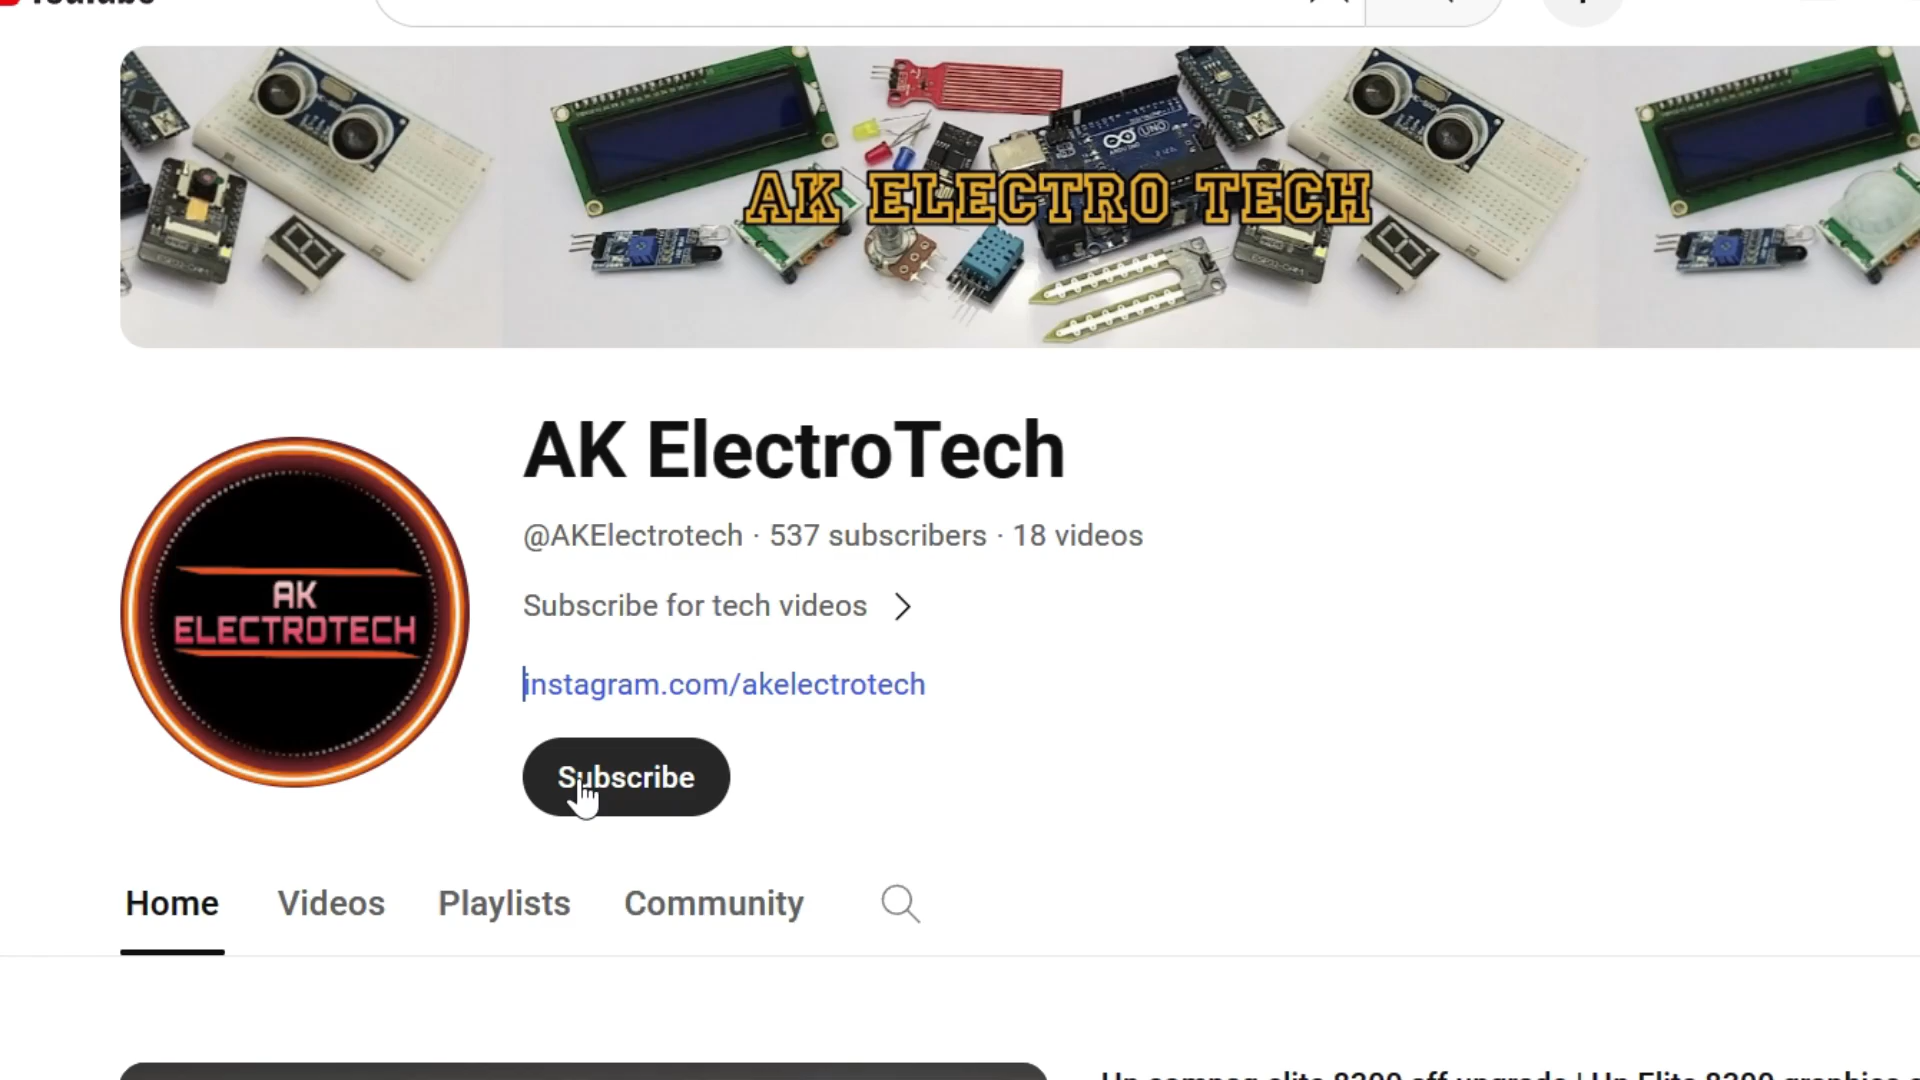 AK ELECTRO TECH
AK ElectroTech
@AKElectrotech · 537 subscribers · 18 videos
Subscribe for tech videos
instagram.com/akelectrotech
Subscribe
AK
ELECTROTECH
Home Videos Playlists Community